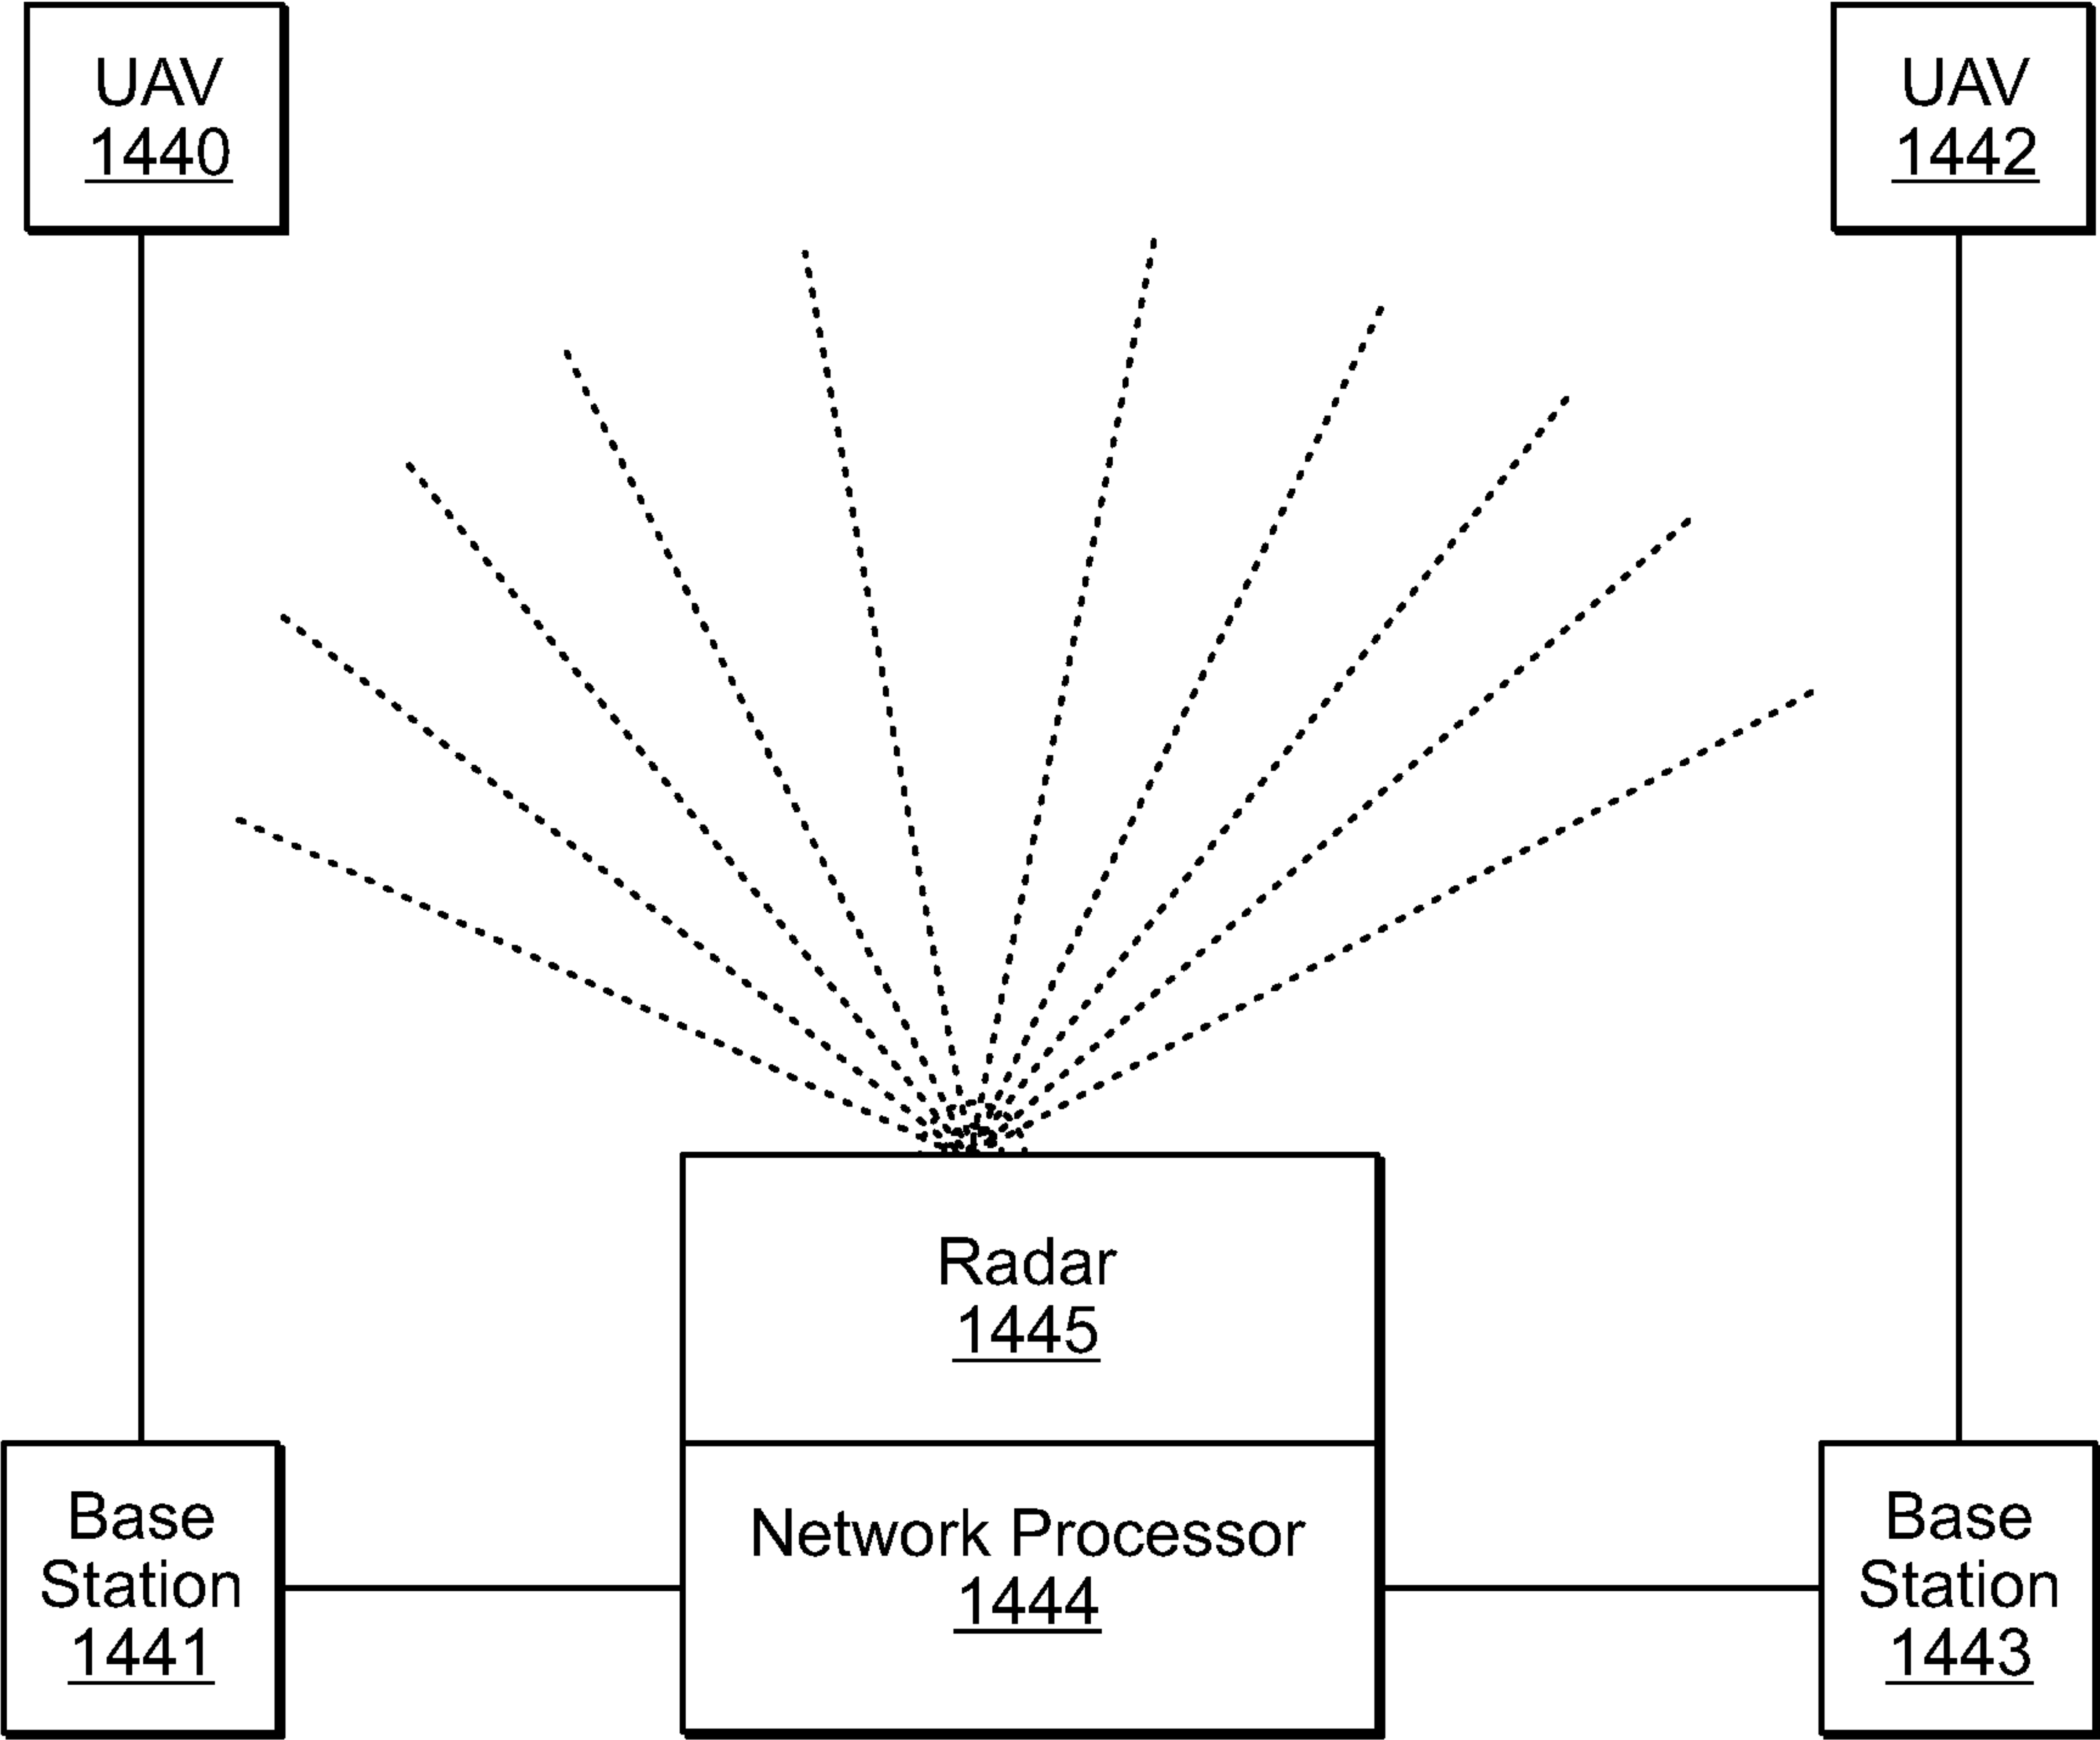 UAV
1440
UAV
1442
Radar
1445
Base
Station
1441
Network Processor
1444
Base
Station
1443